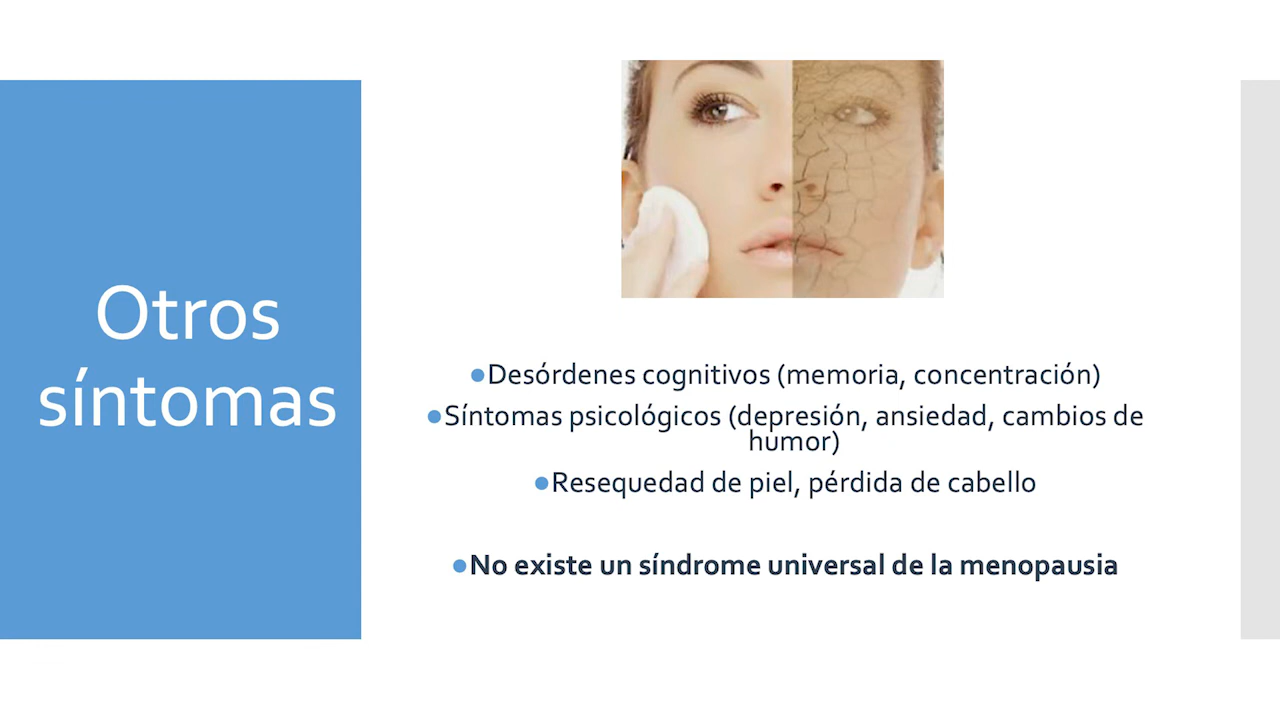 Otros
síntomas
●Desórdenes cognitivos (memoria, concentración)
●Síntomas psicológicos (depresión, ansiedad, cambios de
humor)
●Resequedad de piel, pérdida de cabello
●No existe un síndrome universal de la menopausia